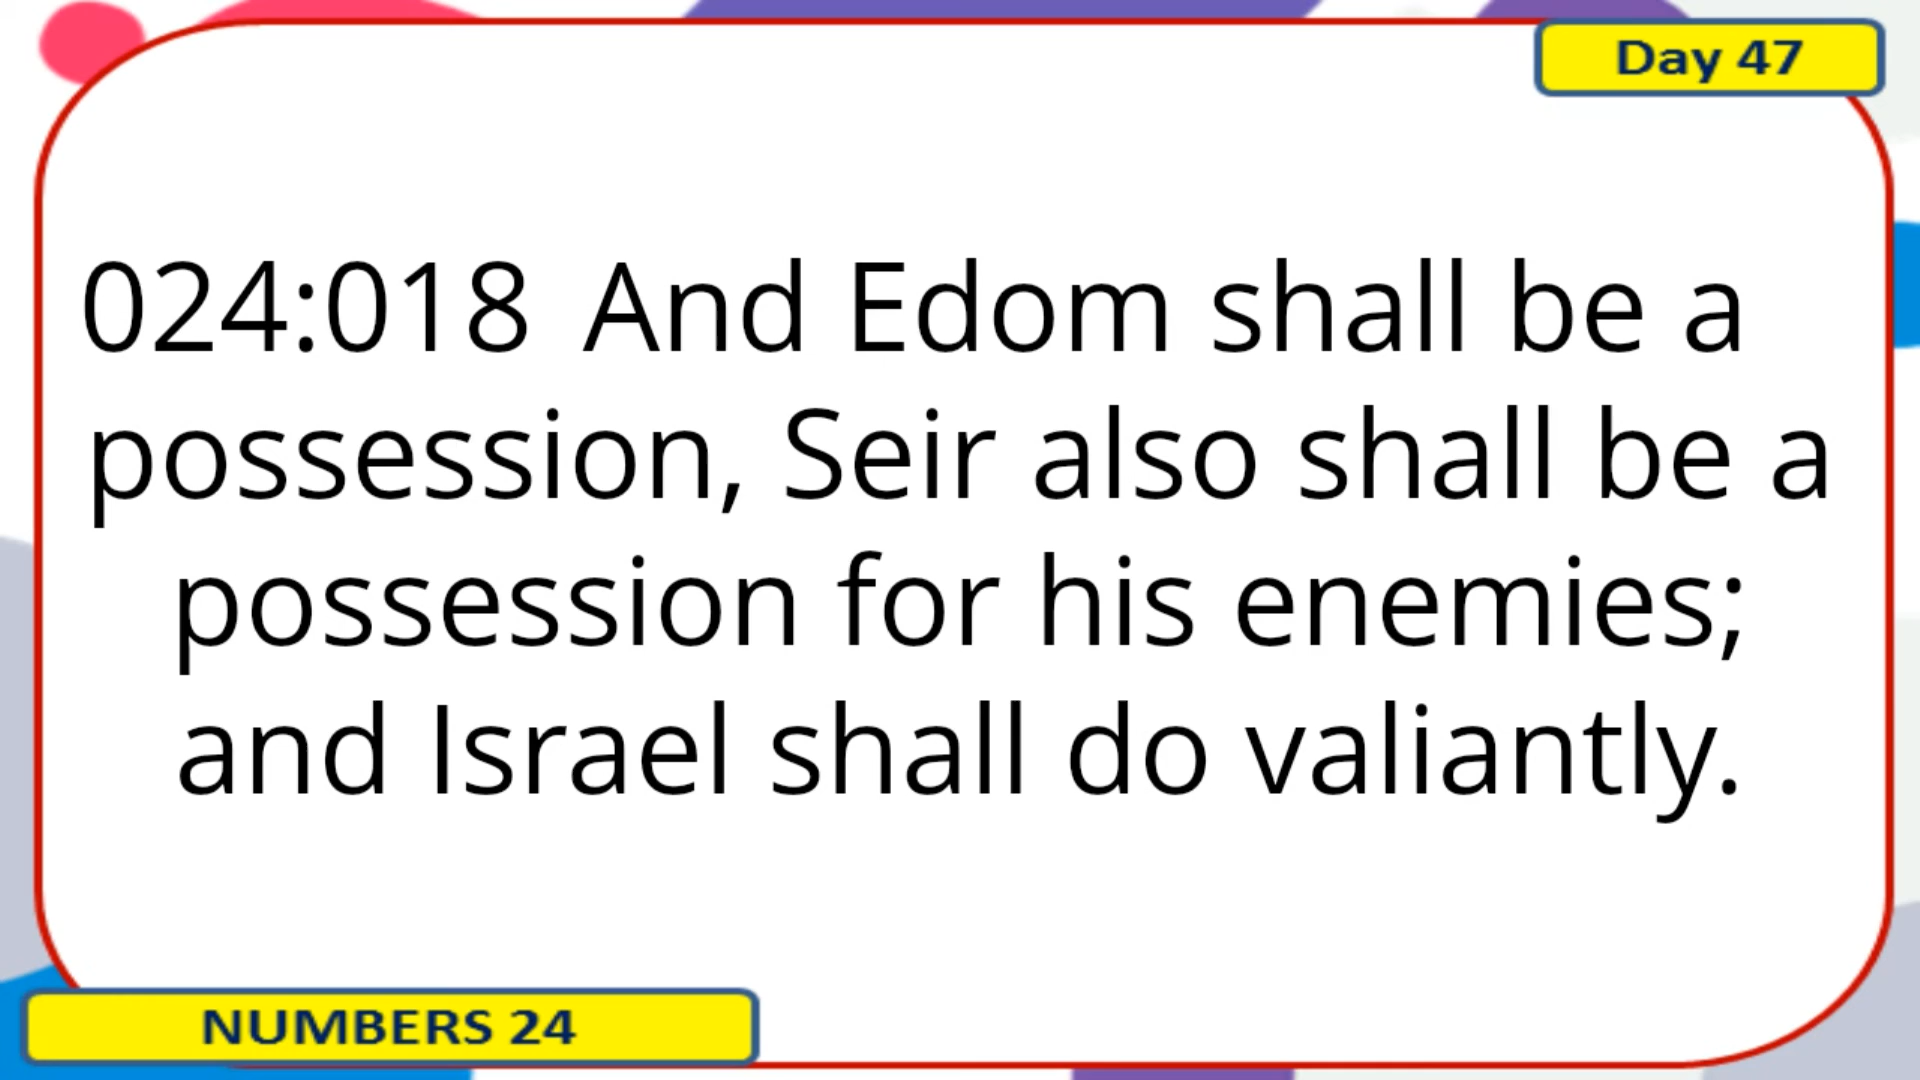 Day 47
024:018 And Edom shall be a
possession, Seir also shall be a
possession for his enemies;
and Israel shall do valiantly.
NUMBERS 24